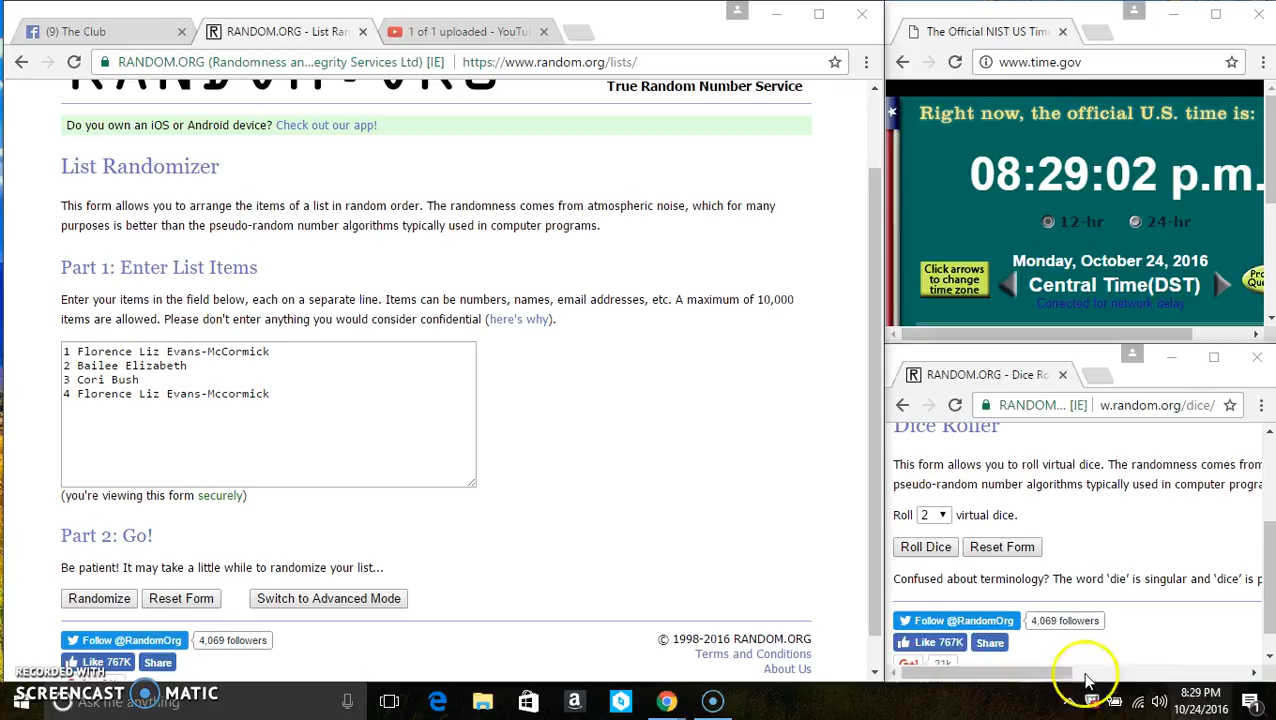 (9) The Club
RANDOM.ORG - List Ra
1 of 1 uploaded - YouTu
RANDOM.ORG (Randomness an...egrity Services Ltd) [IE]
https://www.random.org/lists/
RANDOM.ORG
True Random Number Service
Do you own an iOS or Android device? Check out our app!
List Randomizer
This form allows you to arrange the items of a list in random order. The randomness comes from atmospheric noise, which for many
purposes is better than the pseudo-random number algorithms typically used in computer programs.
Part 1: Enter List Items
Enter your items in the field below, each on a separate line. Items can be numbers, names, email addresses, etc. A maximum of 10,000
items are allowed. Please don't enter anything you would consider confidential (here's why).
1 Florence Liz Evans-McCormick
2 Bailee Elizabeth
3 Cori Bush
4 Florence Liz Evans-Mccormick
(you're viewing this form securely)
Part 2: Go!
Be patient! It may take a little while to randomize your list...
Randomize
Reset Form
Switch to Advanced Mode
Follow @RandomOrg
4,069 followers
Like 767K
Share
© 1998-2016 RANDOM.ORG
Terms and Conditions
About Us
The Official NIST US Tim
www.time.gov
Right now, the official U.S. time is:
08:29:02 p.m.
12-hr
24-hr
Click arrows
to change
time zone
Monday, October 24, 2016
Central Time(DST)
Corrected for network delay
Pro
Que
RANDOM.ORG - Dice Ro
RANDOM... [IE]
w.random.org/dice/
Dice Roller
This form allows you to roll virtual dice. The randomness comes from
pseudo-random number algorithms typically used in computer progra
Roll 2 virtual dice.
Roll Dice
Reset Form
Confused about terminology? The word 'die' is singular and 'dice' is p
Follow @RandomOrg
4,069 followers
Like 767K
Share
21k
RECORDED WITH
SCREENCAST MATIC
Ask me anything
8:29 PM
10/24/2016